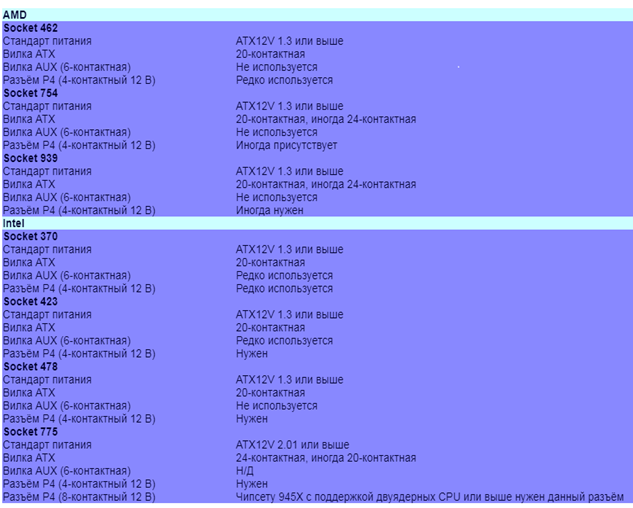 AMD
Socket 462
Стандарт питания ATX12V 1.3 или выше
Вилка ATX 20-контактная
Вилка AUX (6-контактная) Не используется
Разъём P4 (4-контактный 12 В) Редко используется
Socket 754
Стандарт питания ATX12V 1.3 или выше
Вилка ATX 20-контактная, иногда 24-контактная
Вилка AUX (6-контактная) Не используется
Разъём P4 (4-контактный 12 В) Иногда присутствует
Socket 939
Стандарт питания ATX12V 1.3 или выше
Вилка ATX 20-контактная, иногда 24-контактная
Вилка AUX (6-контактная) Не используется
Разъём P4 (4-контактный 12 В) Иногда нужен
Intel
Socket 370
Стандарт питания ATX12V 1.3 или выше
Вилка ATX 20-контактная
Вилка AUX (6-контактная) Редко используется
Разъём P4 (4-контактный 12 В) Редко используется
Socket 423
Стандарт питания ATX12V 1.3 или выше
Вилка ATX 20-контактная
Вилка AUX (6-контактная) Редко используется
Разъём P4 (4-контактный 12 В) Нужен
Socket 478
Стандарт питания ATX12V 1.3 или выше
Вилка ATX 20-контактная
Вилка AUX (6-контактная) Не используется
Разъём P4 (4-контактный 12 В) Нужен
Socket 775
Стандарт питания ATX12V 2.01 или выше
Вилка ATX 24-контактная, иногда 20-контактная
Вилка AUX (6-контактная) Н/Д
Разъём P4 (4-контактный 12 В) Нужен
Разъём P4 (8-контактный 12 В) Чипсету 945X с поддержкой двуядерных CPU или выше нужен данный разъём